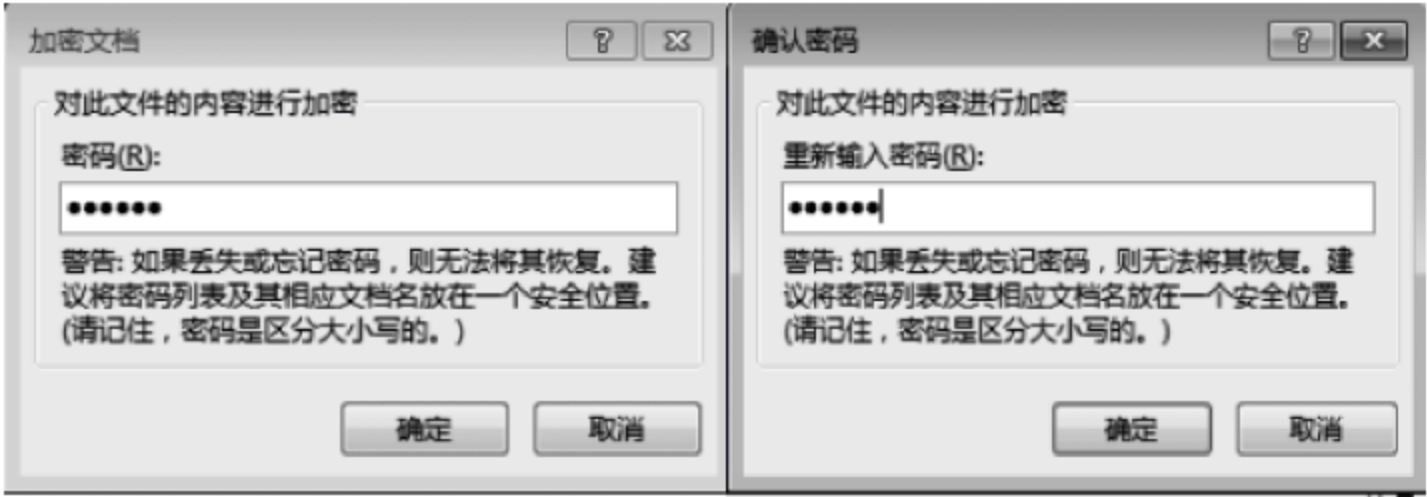 加密文档
对此文件的内容进行加密
密码(R):
●●●●●●
警告: 如果丢失或忘记密码，则无法将其恢复。建
议将密码列表及其相应文档名放在一个安全位置。
(请记住，密码是区分大小写的。)
确定
取消
确认密码
对此文件的内容进行加密
重新输入密码(R):
●●●●●●
警告: 如果丢失或忘记密码，则无法将其恢复。建
议将密码列表及其相应文档名放在一个安全位置。
(请记住，密码是区分大小写的。)
确定
取消